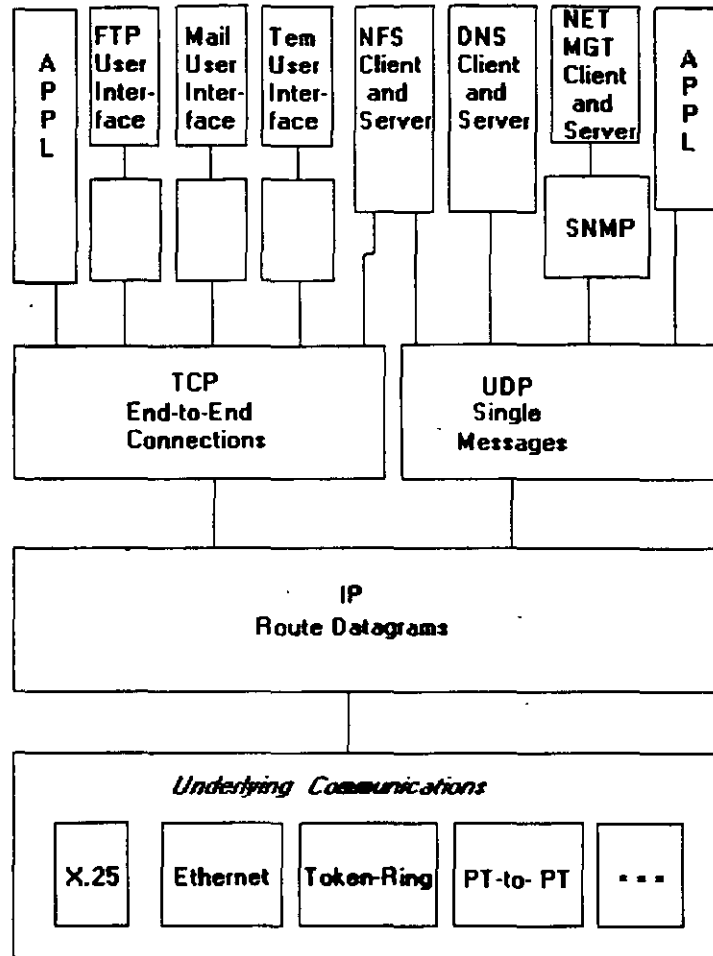 A
P
P
L
FTP
User
Inter-
face
Mail
User
Inter-
face
Tem
User
Inter-
face
NFS
Client
and
Server
DNS
Client
and
Server
NET
MGT
Client
and
Server
A
P
P
L
SNMP
TCP
End-to-End
Connections
UDP
Single
Messages
IP
Route Datagrams
Underlying Communications
X.25
Ethernet
Token-Ring
PT-to- PT
***